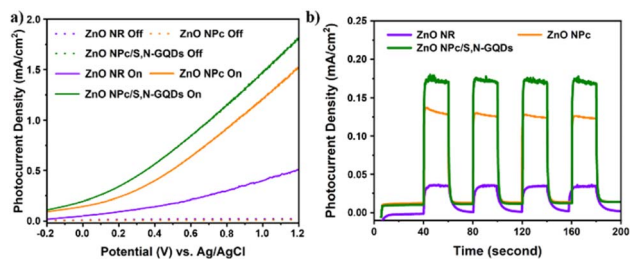 a)
ZnO NR Off ZnO NPc Off
ZnO NPc/S,N-GQDs Off
ZnO NR On ZnO NPc On
ZnO NPc/S,N-GQDs On
Photocurrent Density (mA/cm²)
2.0
1.5
1.0
0.5
0.0
-0.2 0.0 0.2 0.4 0.6 0.8 1.0 1.2
Potential (V) vs. Ag/AgCl
b)
ZnO NR ZnO NPc
ZnO NPc/S,N-GQDs
Photocurrent Density (mA/cm²)
0.25
0.20
0.15
0.10
0.05
0.00
0 40 80 120 160 200
Time (second)